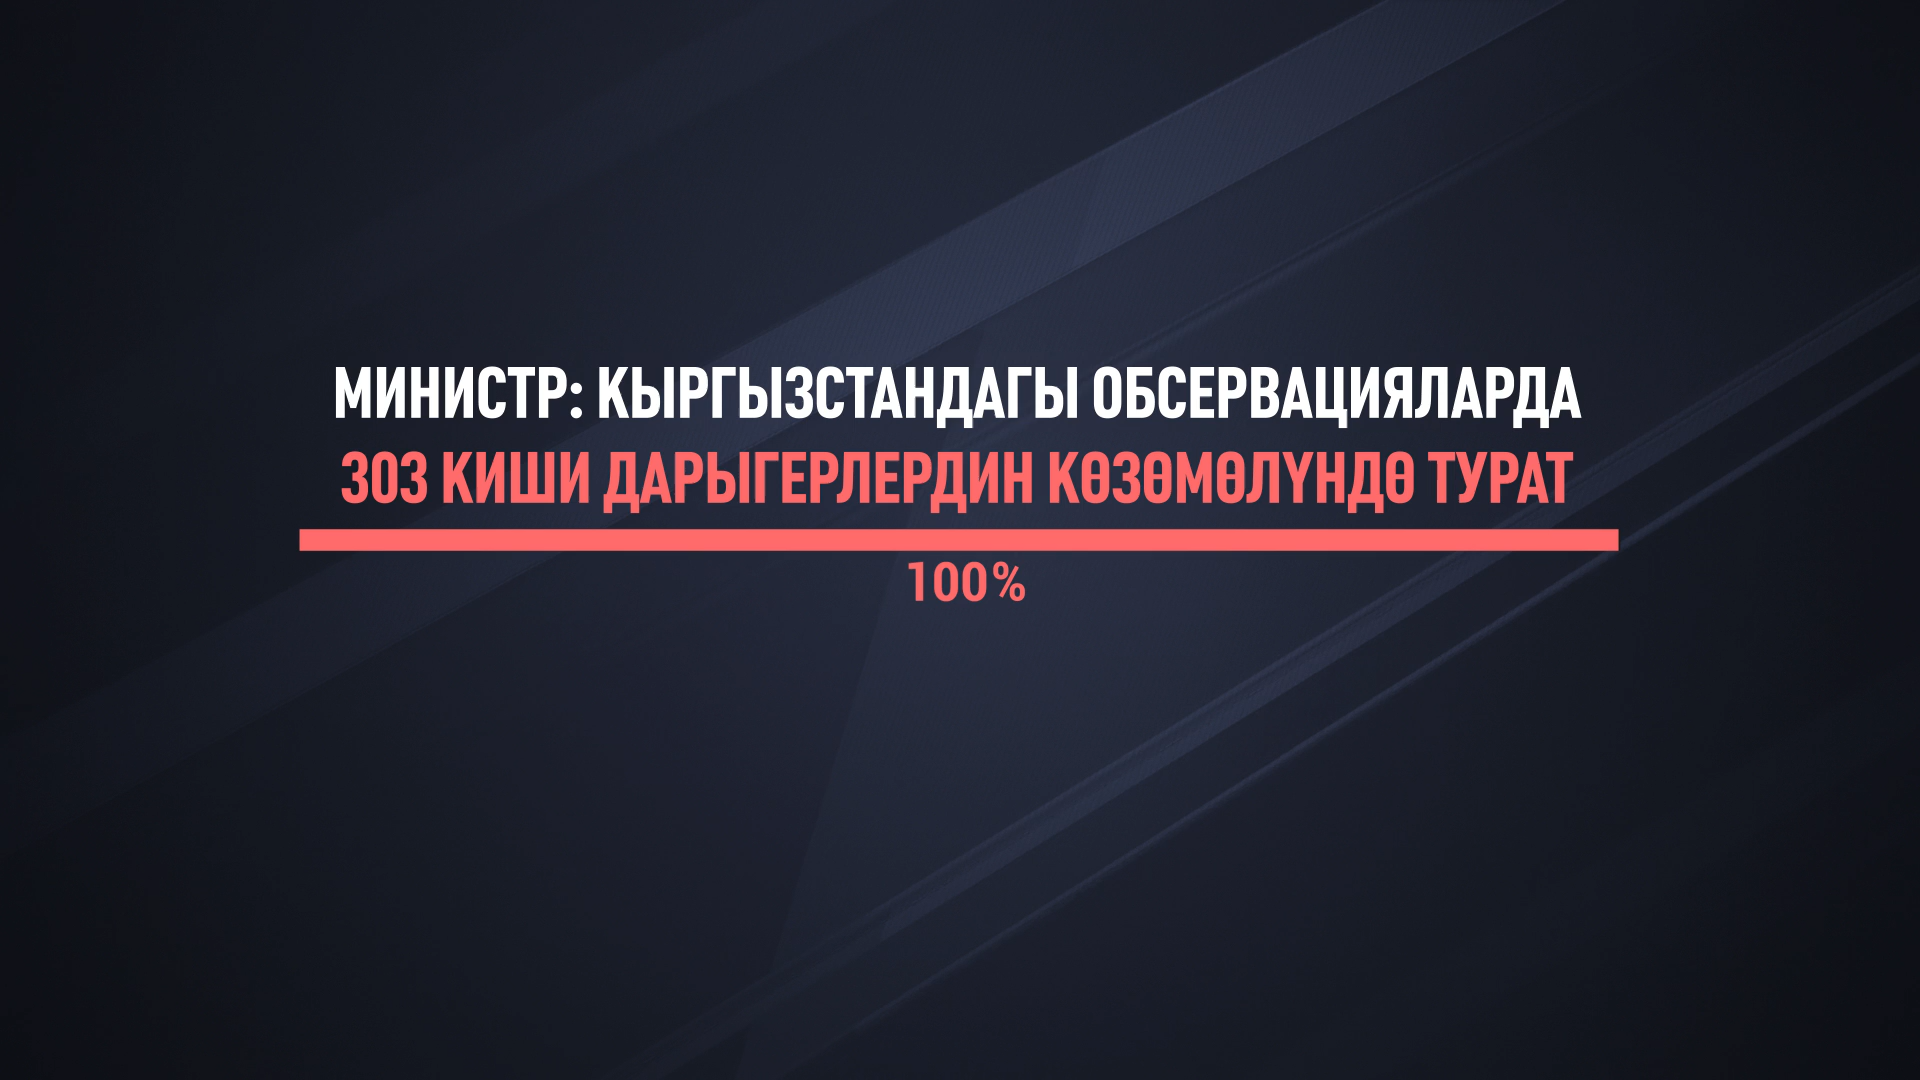 МИНИСТР: КЫРГЫЗСТАНДАГЫ ОБСЕРВАЦИЯЛАРДА
303 КИШИ ДАРЫГЕРЛЕРДИН КӨЗӨМӨЛҮНДӨ ТУРАТ
100%